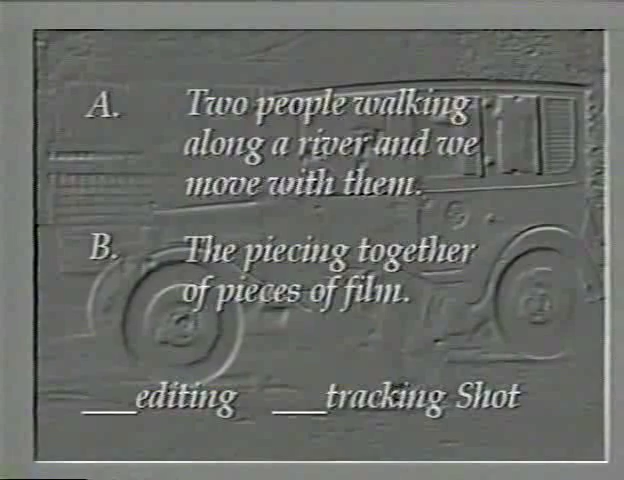 A. Two people walking
along a river and we
move with them.
B. The piecing together
of pieces of film.
___editing ___tracking Shot